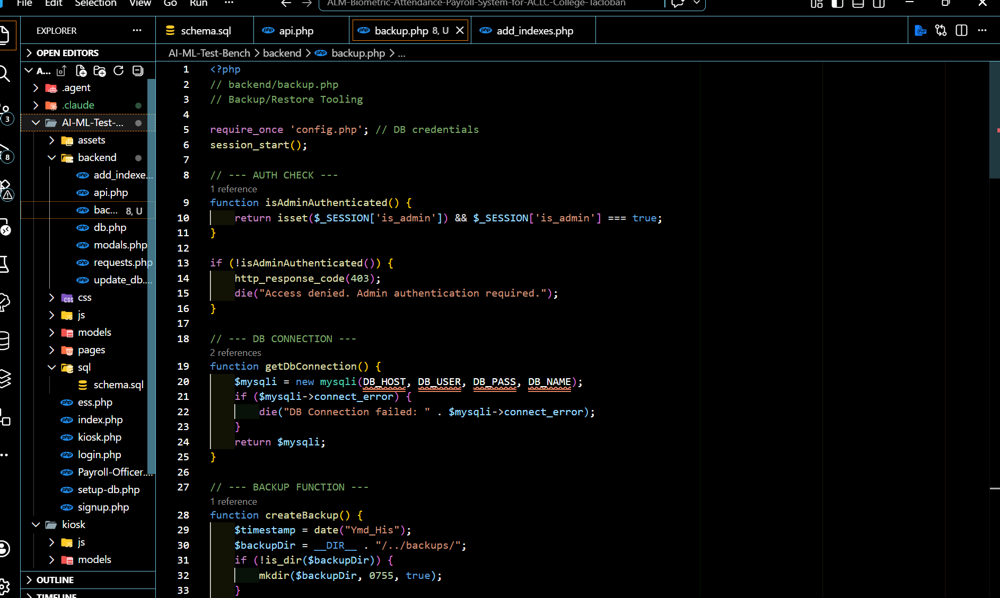 File Edit Selection View Go Run ···
ALM-Biometric-Attendance-Payroll-System-for-ACLC-College-Tacloban
EXPLORER
schema.sql
api.php
backup.php 8, U
add_indexes.php
OPEN EDITORS
AI-ML-Test-Bench > backend > backup.php > ...
A...
.agent
.claude
AI-ML-Test-...
assets
backend
add_indexe...
api.php
bac... 8, U
db.php
modals.php
requests.php
update_db....
css
js
models
pages
sql
schema.sql
ess.php
index.php
kiosk.php
login.php
Payroll-Officer....
setup-db.php
signup.php
kiosk
js
models
OUTLINE
TIMELINE
3
8
1 <?php
2 // backend/backup.php
3 // Backup/Restore Tooling
4
5 require_once 'config.php'; // DB credentials
6 session_start();
7
8 // --- AUTH CHECK ---
1 reference
9 function isAdminAuthenticated() {
10 return isset($_SESSION['is_admin']) && $_SESSION['is_admin'] === true;
11 }
12
13 if (!isAdminAuthenticated()) {
14 http_response_code(403);
15 die("Access denied. Admin authentication required.");
16 }
17
18 // --- DB CONNECTION ---
2 references
19 function getDbConnection() {
20 $mysqli = new mysqli(DB_HOST, DB_USER, DB_PASS, DB_NAME);
21 if ($mysqli->connect_error) {
22 die("DB Connection failed: " . $mysqli->connect_error);
23 }
24 return $mysqli;
25 }
26
27 // --- BACKUP FUNCTION ---
1 reference
28 function createBackup() {
29 $timestamp = date("Ymd_His");
30 $backupDir = __DIR__ . "/../backups/";
31 if (!is_dir($backupDir)) {
32 mkdir($backupDir, 0755, true);
33 }